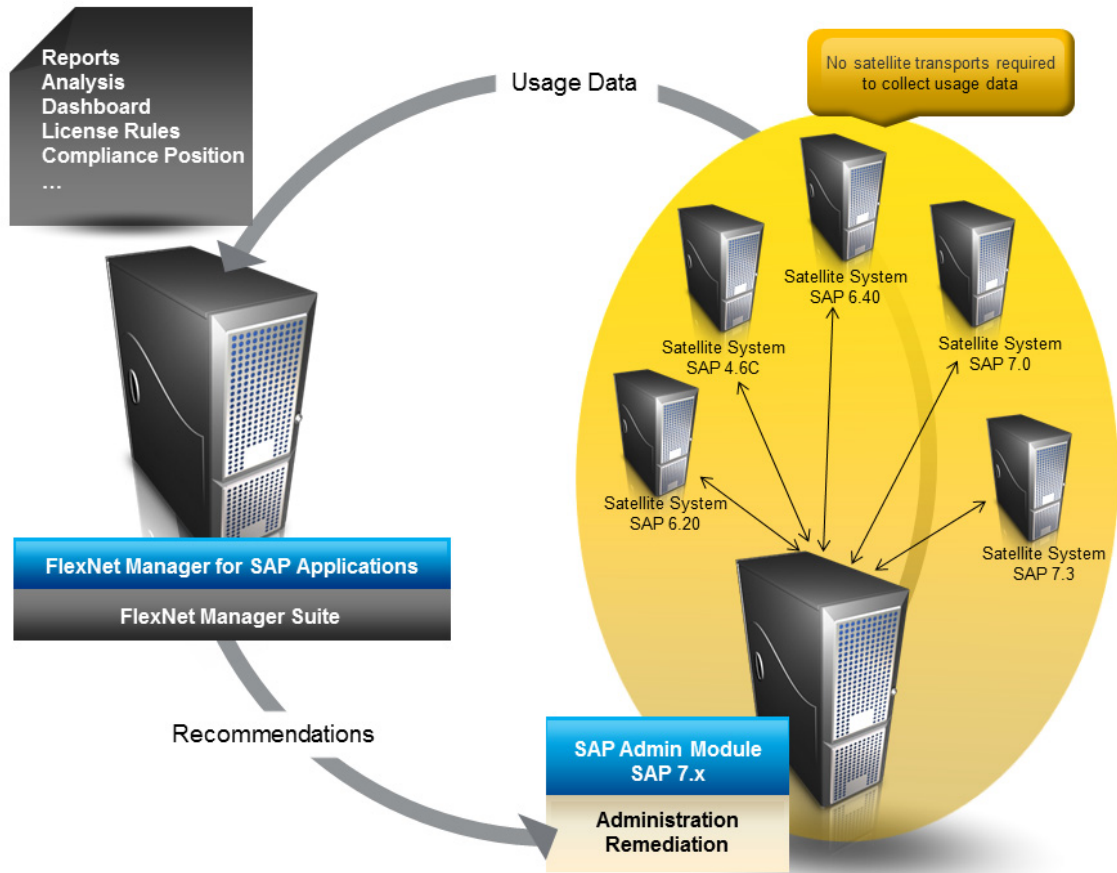 Reports
Analysis
Dashboard
License Rules
Compliance Position
...
Usage Data
No satellite transports required
to collect usage data
Satellite System
SAP 6.40
Satellite System
SAP 4.6C
Satellite System
SAP 7.0
Satellite System
SAP 6.20
Satellite System
SAP 7.3
FlexNet Manager for SAP Applications
FlexNet Manager Suite
Recommendations
SAP Admin Module
SAP 7.x
Administration
Remediation